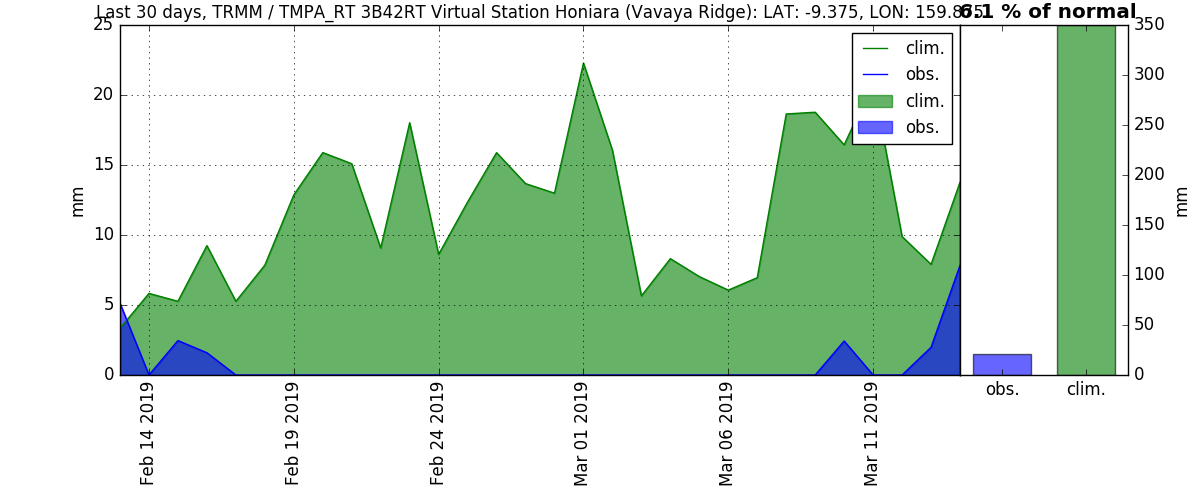 Last 30 days, TRMM / TMPA_RT 3B42RT Virtual Station Honiara (Vavaya Ridge): LAT: -9.375, LON:
6.1 % of normal
clim.
obs.
clim.
obs.
mm
25
20
15
10
5
0
Feb 14 2019
Feb 19 2019
Feb 24 2019
Mar 01 2019
Mar 06 2019
Mar 11 2019
obs.
clim.
350
300
250
200
150
100
50
0
mm